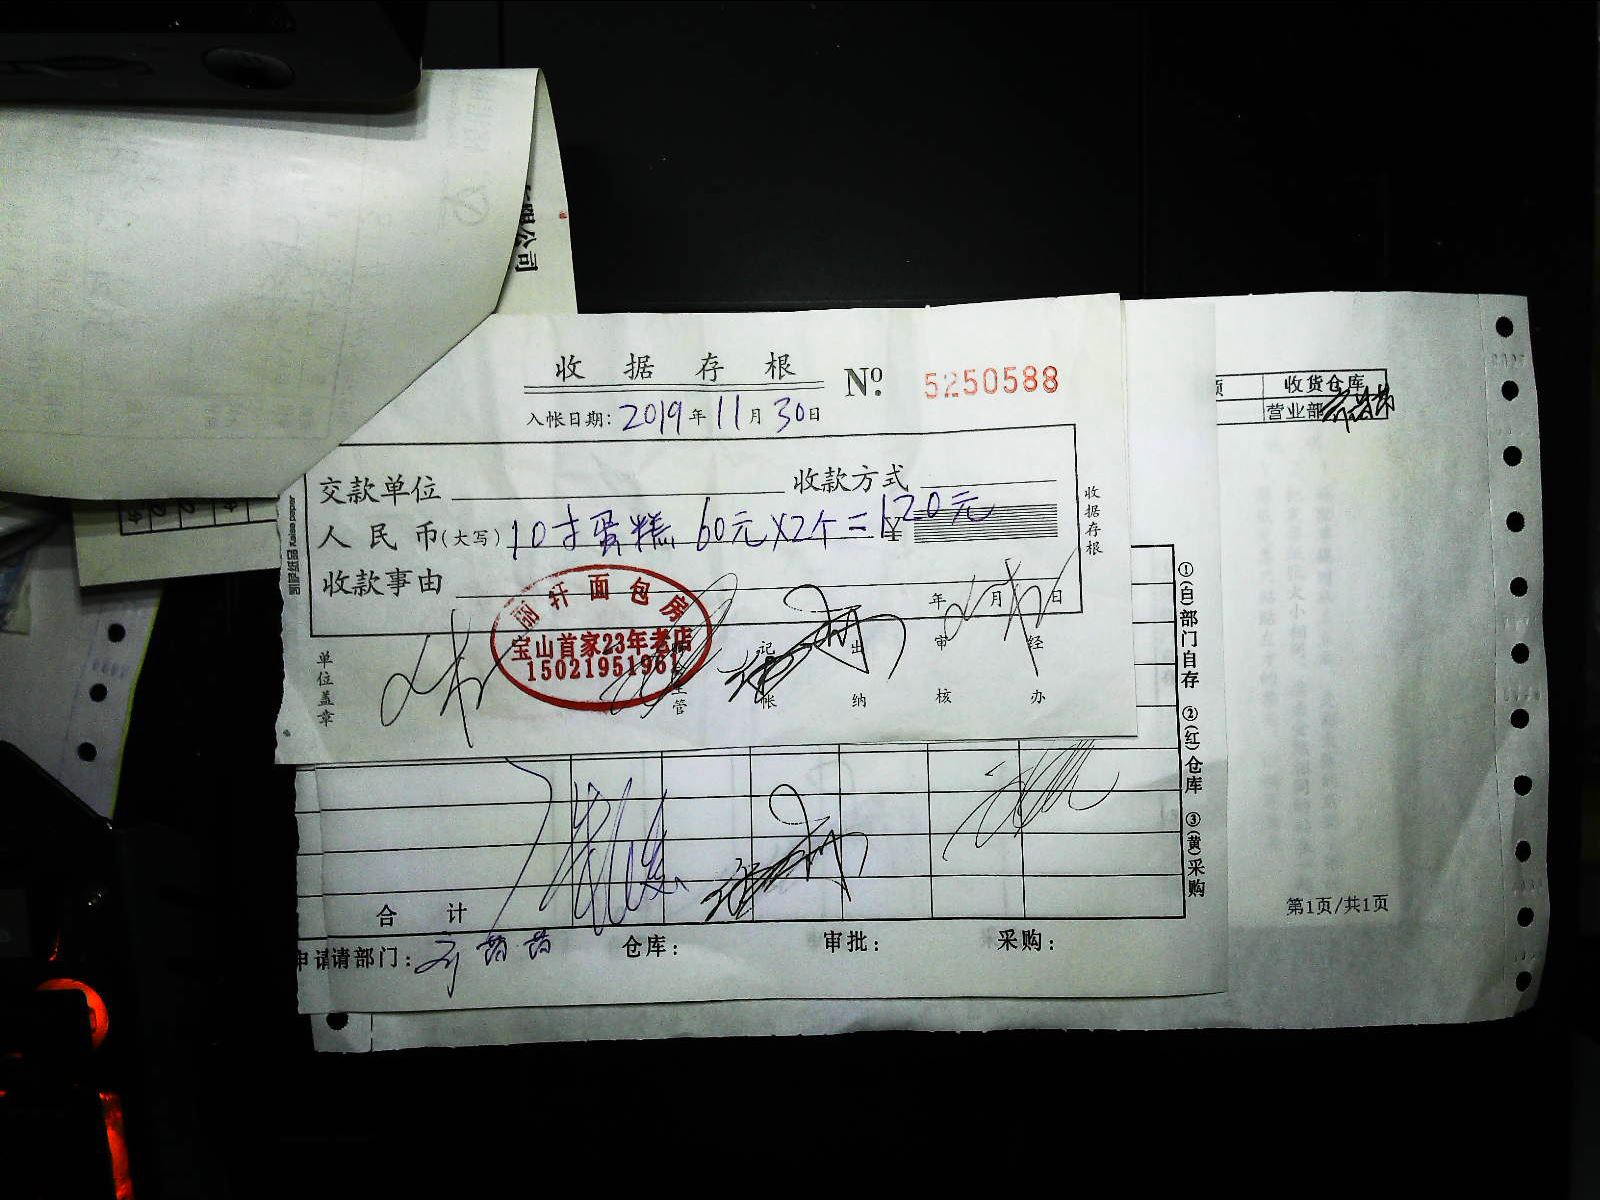 限公司
收据存根
№ 5250588
入帐日期：2019年11月30日
收货仓库
营业部
交款单位 收款方式
人民币(大写) 10寸蛋糕 60元×2个=120元
收款事由
年 月 日
收据存根
丽轩面包房
宝山首家23年老店
15021951961
单位盖章
主管 记帐 出纳 审核 经办
①(自)部门自存 ②(红)仓库 ③(黄)采购
合计
申请部门： 仓库： 审批： 采购：
第1页/共1页